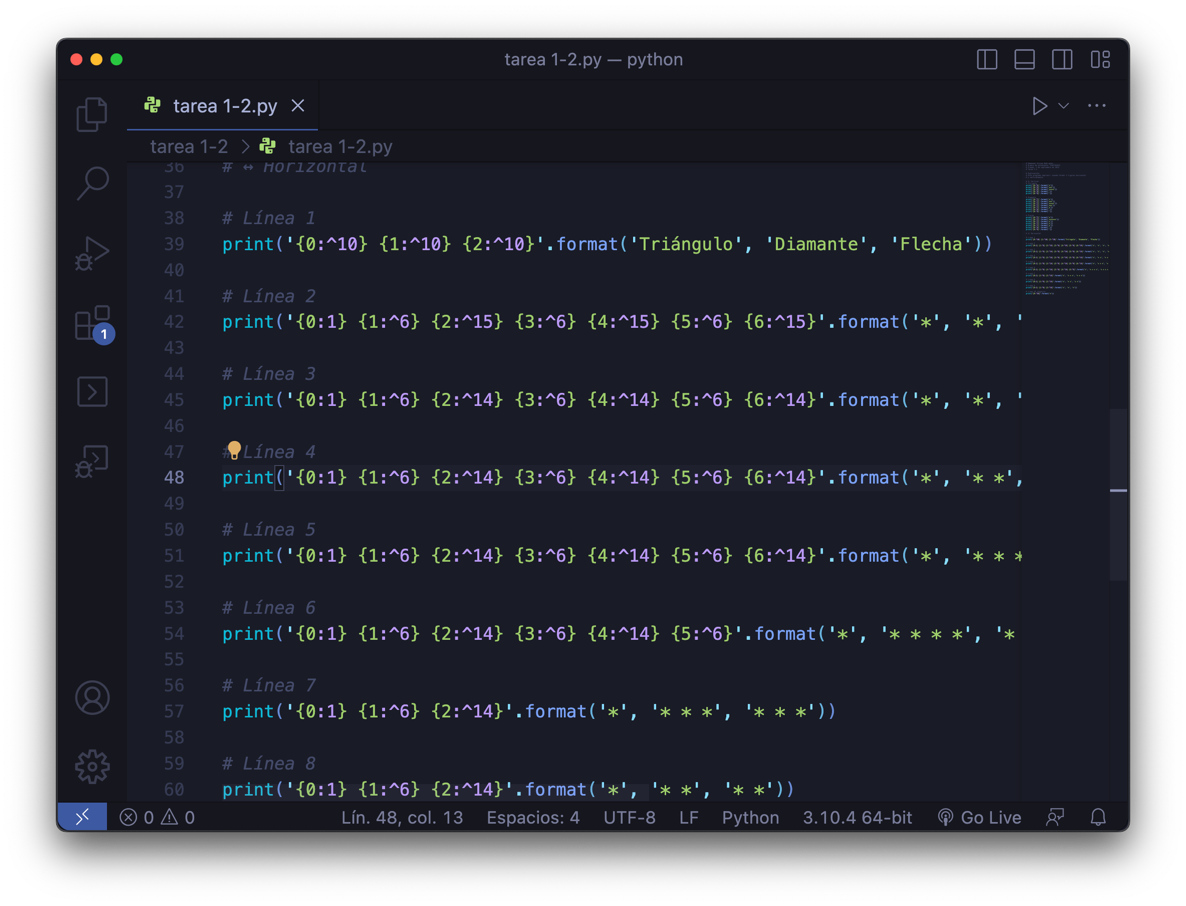 tarea 1-2.py — python
tarea 1-2.py
tarea 1-2 > tarea 1-2.py
36 # ↔ Horizontal
37
38 # Línea 1
39 print('{0:^10} {1:^10} {2:^10}'.format('Triángulo', 'Diamante', 'Flecha'))
40
41 # Línea 2
42 print('{0:1} {1:^6} {2:^15} {3:^6} {4:^15} {5:^6} {6:^15}'.format('*', '*', '
43
44 # Línea 3
45 print('{0:1} {1:^6} {2:^14} {3:^6} {4:^14} {5:^6} {6:^14}'.format('*', '*', '
46
47 # Línea 4
48 print('{0:1} {1:^6} {2:^14} {3:^6} {4:^14} {5:^6} {6:^14}'.format('*', '* *',
49
50 # Línea 5
51 print('{0:1} {1:^6} {2:^14} {3:^6} {4:^14} {5:^6} {6:^14}'.format('*', '* * *
52
53 # Línea 6
54 print('{0:1} {1:^6} {2:^14} {3:^6} {4:^14} {5:^6}'.format('*', '* * * *', '*
55
56 # Línea 7
57 print('{0:1} {1:^6} {2:^14}'.format('*', '* * *', '* * *'))
58
59 # Línea 8
60 print('{0:1} {1:^6} {2:^14}'.format('*', '* *', '* *'))
1
0 0 Lín. 48, col. 13 Espacios: 4 UTF-8 LF Python 3.10.4 64-bit Go Live